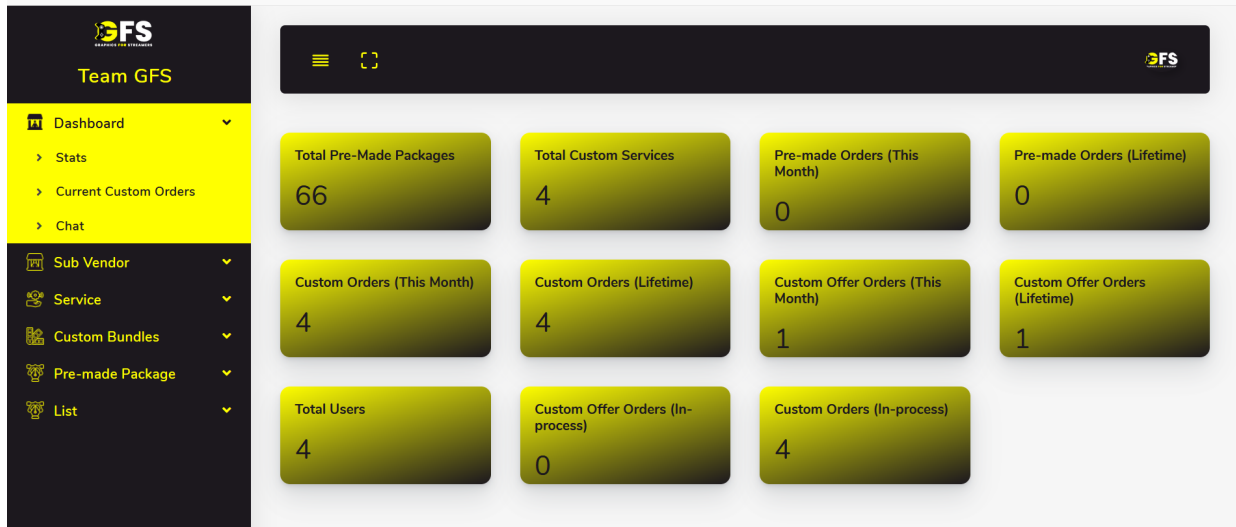 GFS
GRAPHICS FOR STREAMERS
Team GFS
Dashboard
Stats
Current Custom Orders
Chat
Sub Vendor
Service
Custom Bundles
Pre-made Package
List
GFS
Total Pre-Made Packages
66
Total Custom Services
4
Pre-made Orders (This
Month)
0
Pre-made Orders (Lifetime)
0
Custom Orders (This Month)
4
Custom Orders (Lifetime)
4
Custom Offer Orders (This
Month)
1
Custom Offer Orders
(Lifetime)
1
Total Users
4
Custom Offer Orders (In-
process)
0
Custom Orders (In-process)
4